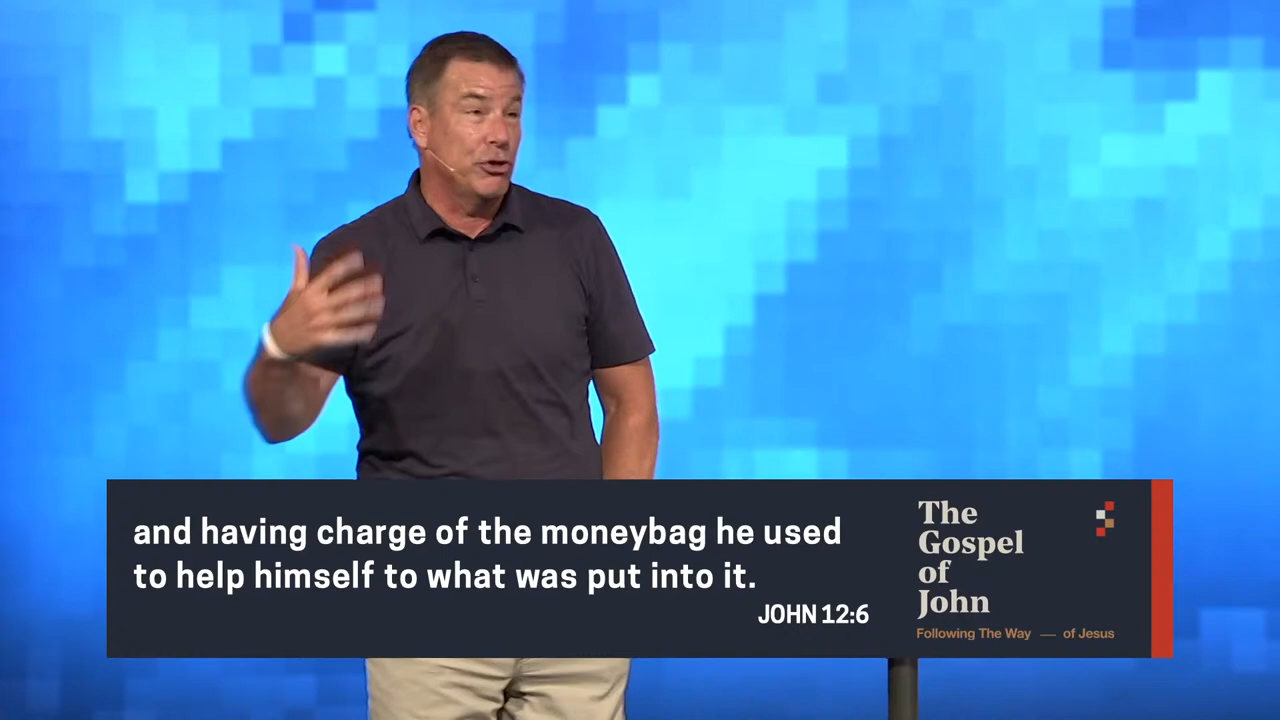 and having charge of the moneybag he used
to help himself to what was put into it.
JOHN 12:6
The
Gospel
of
John
Following The Way — of Jesus